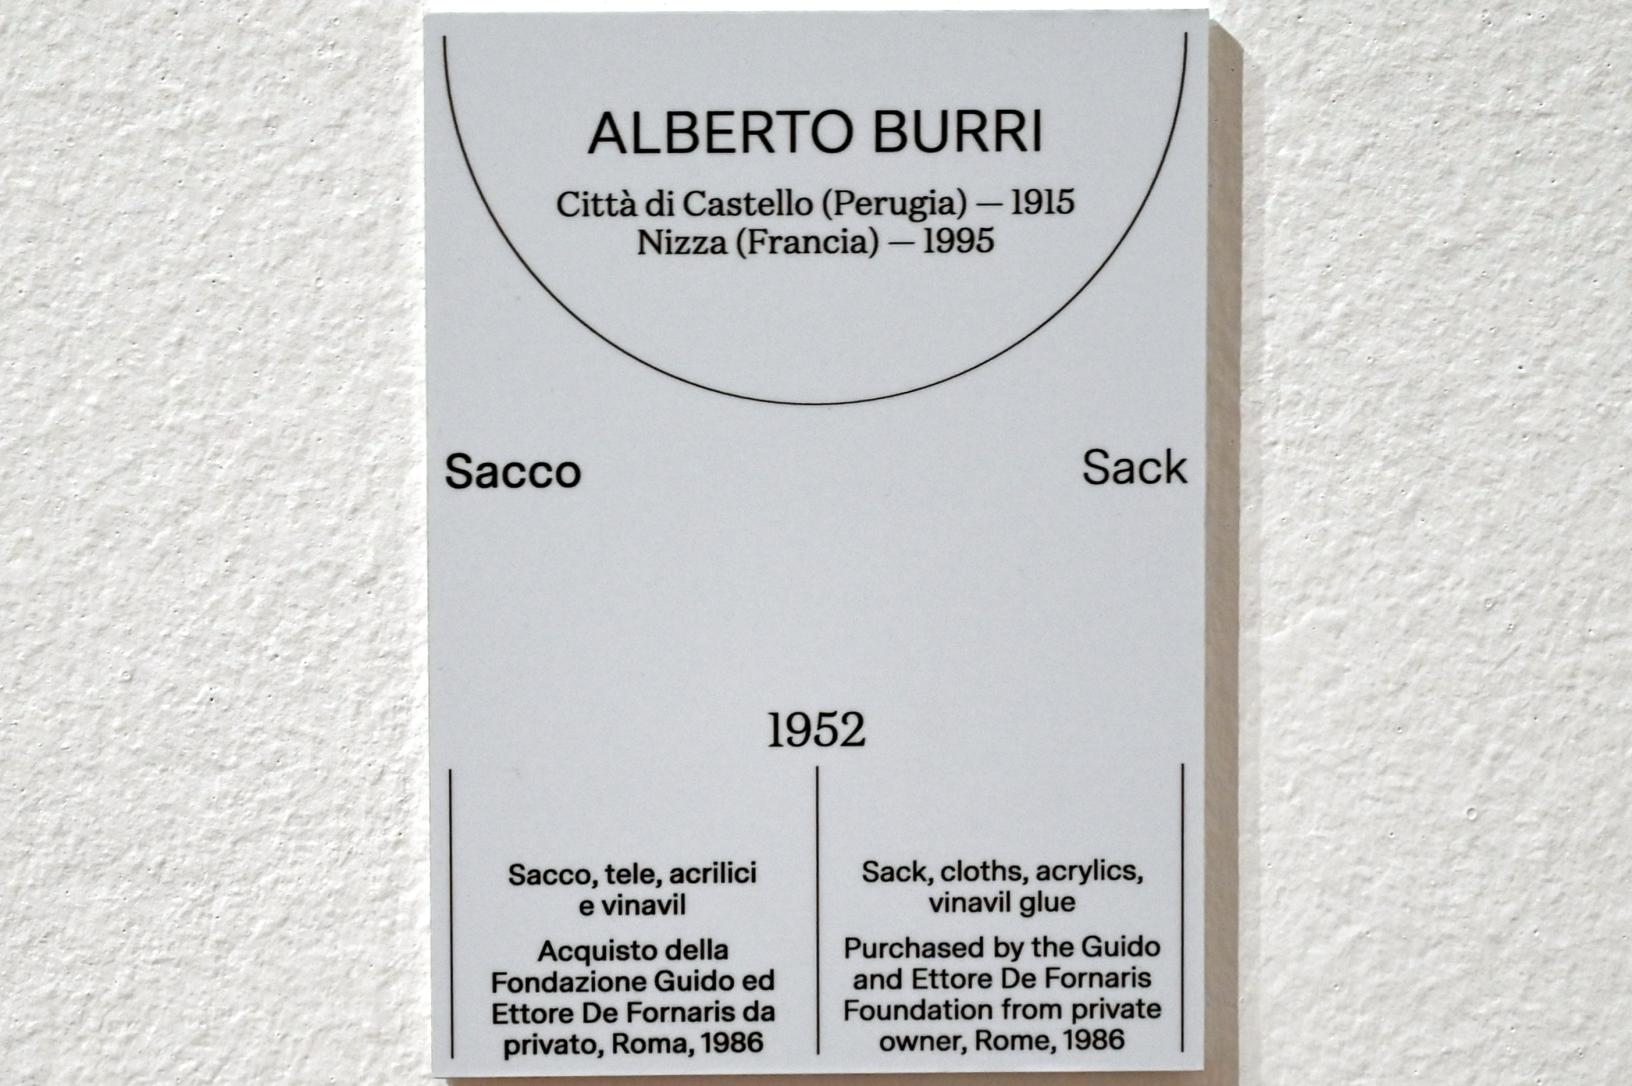 ALBERTO BURRI
Città di Castello (Perugia) — 1915
Nizza (Francia) — 1995
Sacco
Sack
1952
Sacco, tele, acrilici
e vinavil
Acquisto della
Fondazione Guido ed
Ettore De Fornaris da
privato, Roma, 1986
Sack, cloths, acrylics,
vinavil glue
Purchased by the Guido
and Ettore De Fornaris
Foundation from private
owner, Rome, 1986